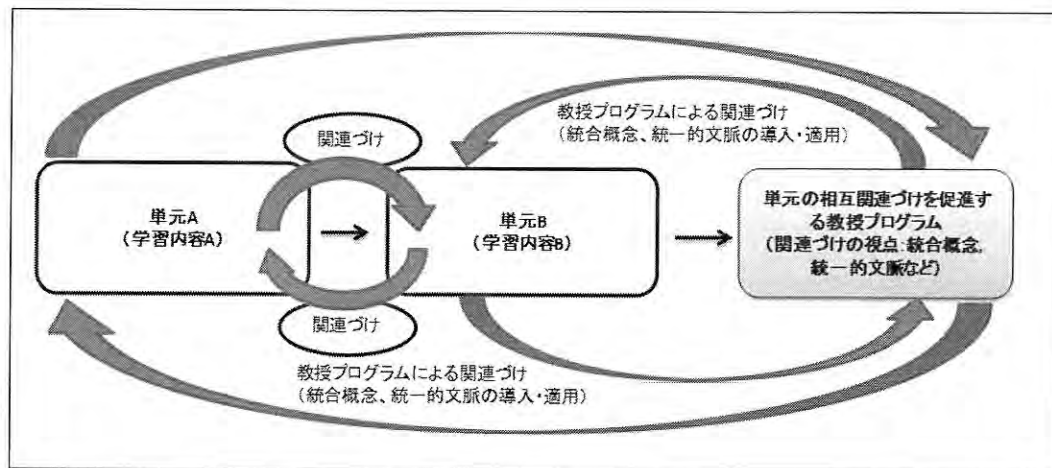 教授プログラムによる関連づけ
(統合概念、統一的文脈の導入・適用)
関連づけ
単元A
(学習内容A)
単元B
(学習内容B)
単元の相互関連づけを促進す
る教授プログラム
(関連づけの視点:統合概念,
統一的文脈など)
関連づけ
教授プログラムによる関連づけ
(統合概念、統一的文脈の導入・適用)